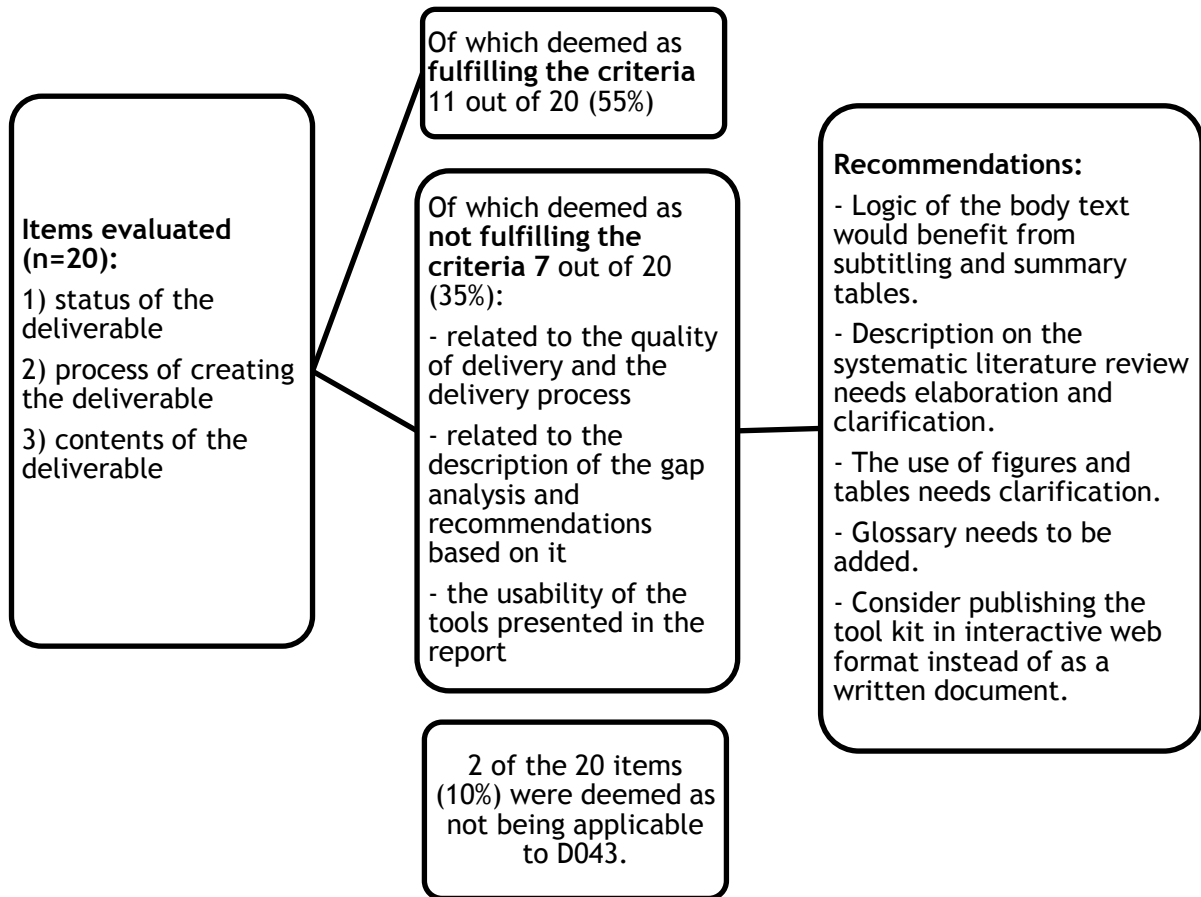 Items evaluated
(n=20):
1) status of the
deliverable
2) process of creating
the deliverable
3) contents of the
deliverable
Of which deemed as
fulfilling the criteria
11 out of 20 (55%)
Of which deemed as
not fulfilling the
criteria 7 out of 20
(35%):
- related to the quality
of delivery and the
delivery process
- related to the
description of the gap
analysis and
recommendations
based on it
- the usability of the
tools presented in the
report
2 of the 20 items
(10%) were deemed as
not being applicable
to D043.
Recommendations:
- Logic of the body text
would benefit from
subtitling and summary
tables.
- Description on the
systematic literature review
needs elaboration and
clarification.
- The use of figures and
tables needs clarification.
- Glossary needs to be
added.
- Consider publishing the
tool kit in interactive web
format instead of as a
written document.